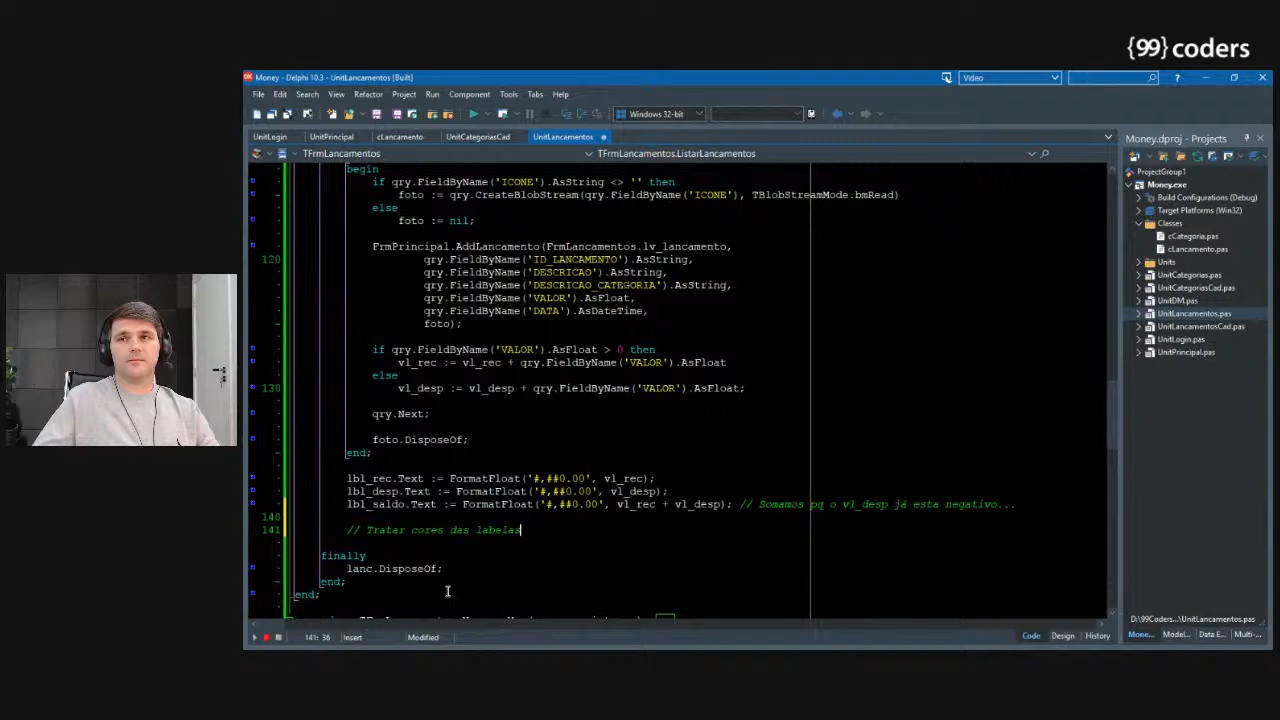 {99} coders
Money - Delphi 10.3 - UnitLancamentos [Built]
Video
?
File Edit Search View Refactor Project Run Component Tools Tabs Help
Windows 32-bit
UnitLogin UnitPrincipal cLancamento UnitCategoriasCad UnitLancamentos
TFrmLancamentos TFrmLancamentos.ListarLancamentos
begin
if qry.FieldByName('ICONE').AsString <> '' then
foto := qry.CreateBlobStream(qry.FieldByName('ICONE'), TBlobStreamMode.bmRead)
else
foto := nil;
FrmPrincipal.AddLancamento(FrmLancamentos.lv_lancamento,
120 qry.FieldByName('ID_LANCAMENTO').AsString,
qry.FieldByName('DESCRICAO').AsString,
qry.FieldByName('DESCRICAO_CATEGORIA').AsString,
qry.FieldByName('VALOR').AsFloat,
qry.FieldByName('DATA').AsDateTime,
foto);
if qry.FieldByName('VALOR').AsFloat > 0 then
vl_rec := vl_rec + qry.FieldByName('VALOR').AsFloat
else
130 vl_desp := vl_desp + qry.FieldByName('VALOR').AsFloat;
qry.Next;
foto.DisposeOf;
end;
lbl_rec.Text := FormatFloat('#,##0.00', vl_rec);
lbl_desp.Text := FormatFloat('#,##0.00', vl_desp);
lbl_saldo.Text := FormatFloat('#,##0.00', vl_rec + vl_desp); // Somamos pq o vl_desp já esta negativo...
140
141 // Tratar cores das labelas
finally
lanc.DisposeOf;
end;
end;
141: 36 Insert Modified
Code Design History
Money.dproj - Projects
ProjectGroup1
Money.exe
Build Configurations (Debug)
Target Platforms (Win32)
Classes
cCategoria.pas
cLancamento.pas
Units
UnitCategorias.pas
UnitCategoriasCad.pas
UnitDM.pas
UnitLancamentos.pas
UnitLancamentosCad.pas
UnitLogin.pas
UnitPrincipal.pas
D:\99Coders...\UnitLancamentos.pas
Mone... Model... Data E... Multi-...